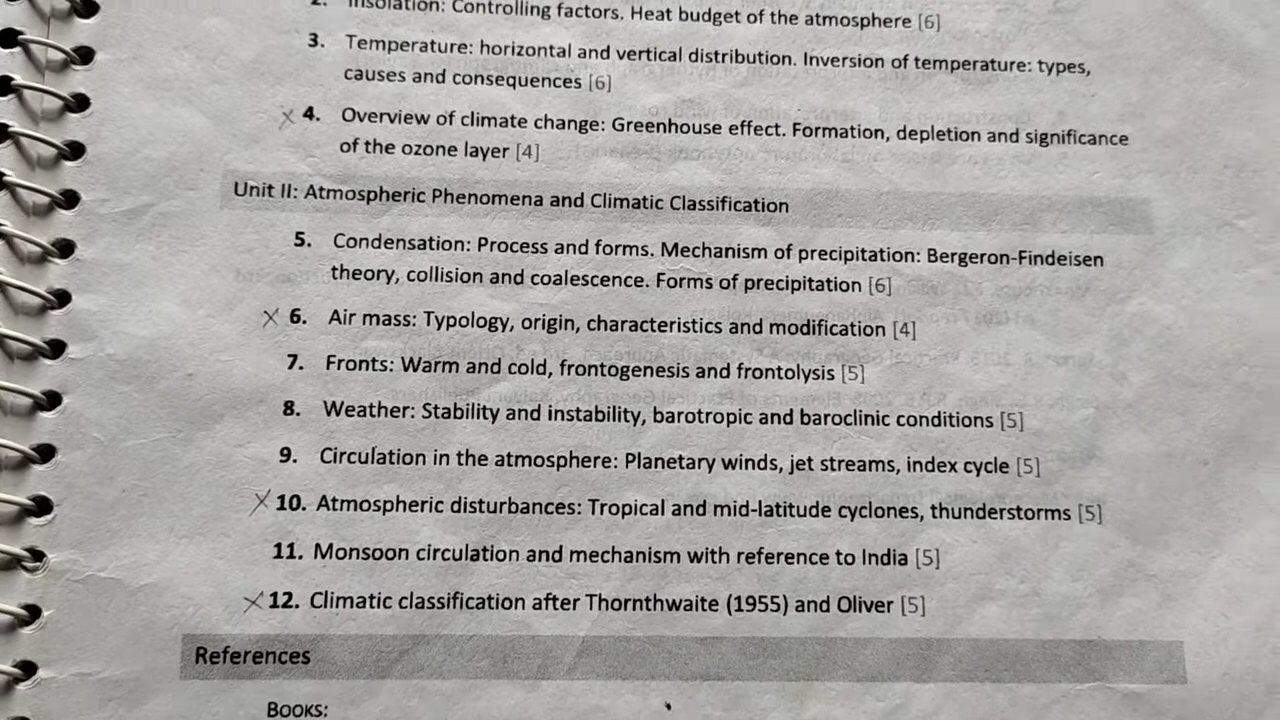 2. Insolation: Controlling factors. Heat budget of the atmosphere [6]
3. Temperature: horizontal and vertical distribution. Inversion of temperature: types,
causes and consequences [6]
X 4. Overview of climate change: Greenhouse effect. Formation, depletion and significance
of the ozone layer [4]
Unit II: Atmospheric Phenomena and Climatic Classification
5. Condensation: Process and forms. Mechanism of precipitation: Bergeron-Findeisen
theory, collision and coalescence. Forms of precipitation [6]
X 6. Air mass: Typology, origin, characteristics and modification [4]
7. Fronts: Warm and cold, frontogenesis and frontolysis [5]
8. Weather: Stability and instability, barotropic and baroclinic conditions [5]
9. Circulation in the atmosphere: Planetary winds, jet streams, index cycle [5]
X 10. Atmospheric disturbances: Tropical and mid-latitude cyclones, thunderstorms [5]
11. Monsoon circulation and mechanism with reference to India [5]
X 12. Climatic classification after Thornthwaite (1955) and Oliver [5]
References
BOOKS: